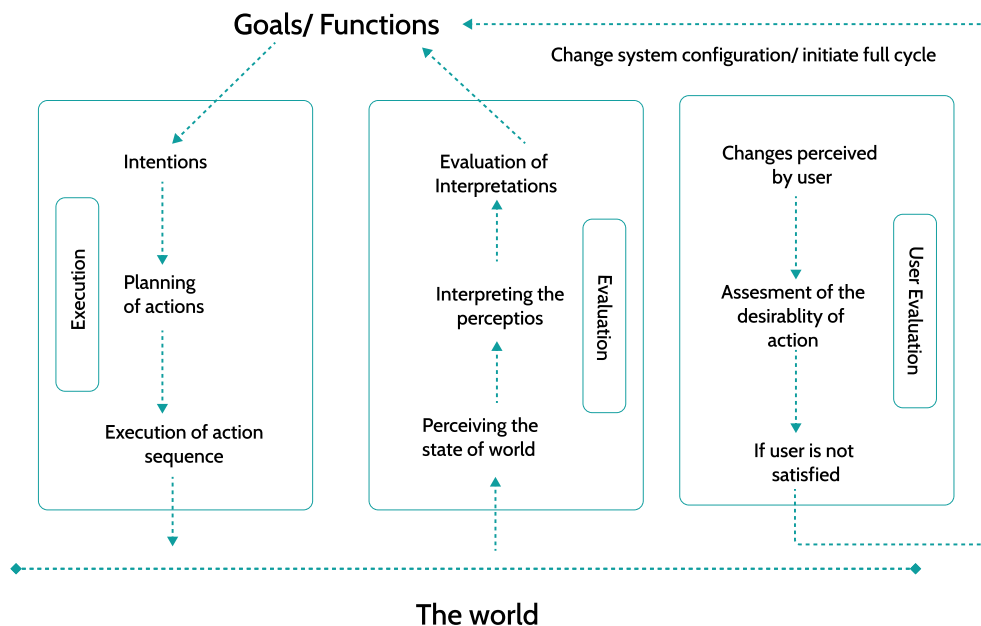 Goals/ Functions
Change system configuration/ initiate full cycle
Intentions
Planning
of actions
Execution of action
sequence
Execution
Evaluation of
Interpretations
Interpreting the
perceptios
Perceiving the
state of world
Evaluation
Changes perceived
by user
Assesment of the
desirablity of
action
If user is not
satisfied
User Evaluation
The world